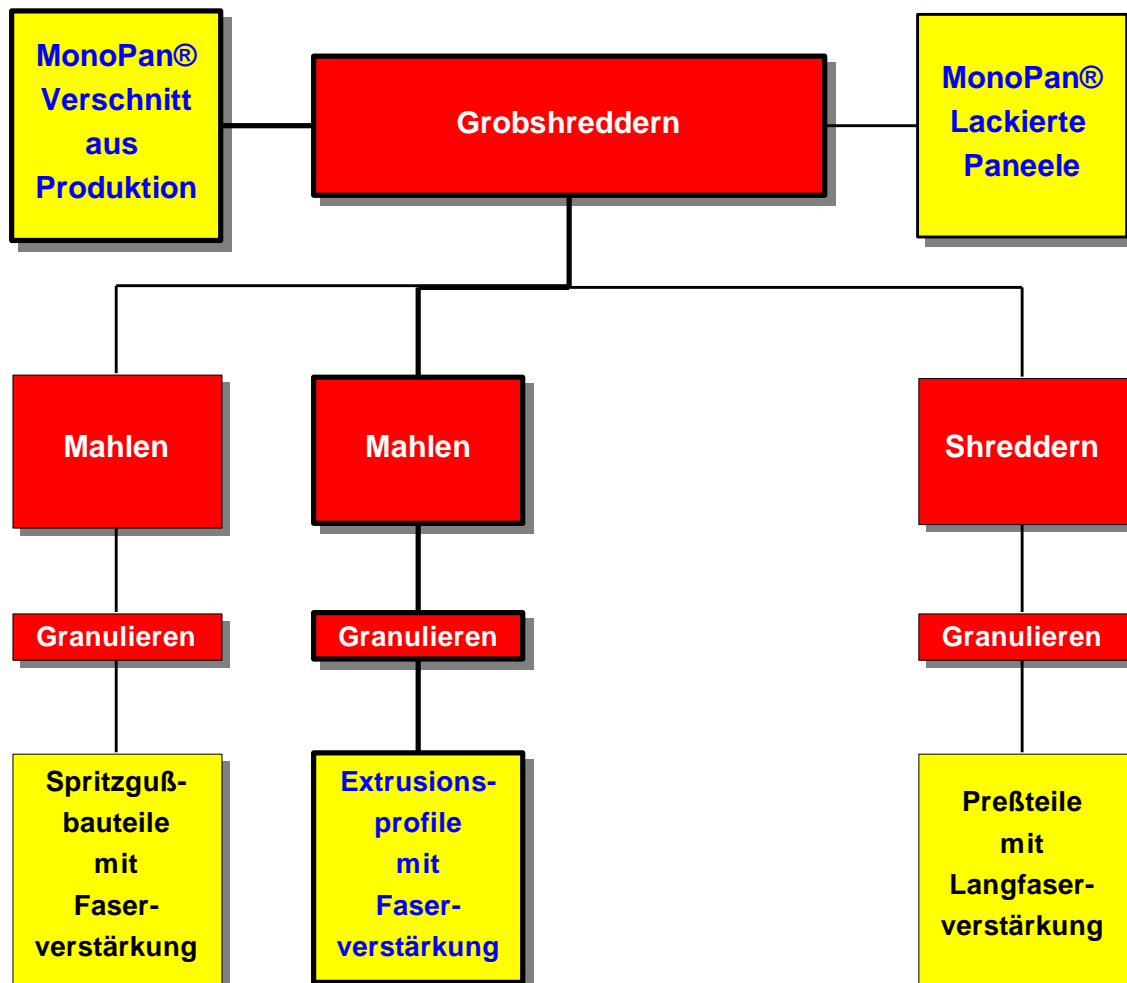 MonoPan®
Verschnitt
aus
Produktion
Grobshreddern
MonoPan®
Lackierte
Paneele
Mahlen
Mahlen
Shreddern
Granulieren
Granulieren
Granulieren
Spritzguß-
bauteile
mit
Faser-
verstärkung
Extrusions-
profile
mit
Faser-
verstärkung
Preßteile
mit
Langfaser-
verstärkung